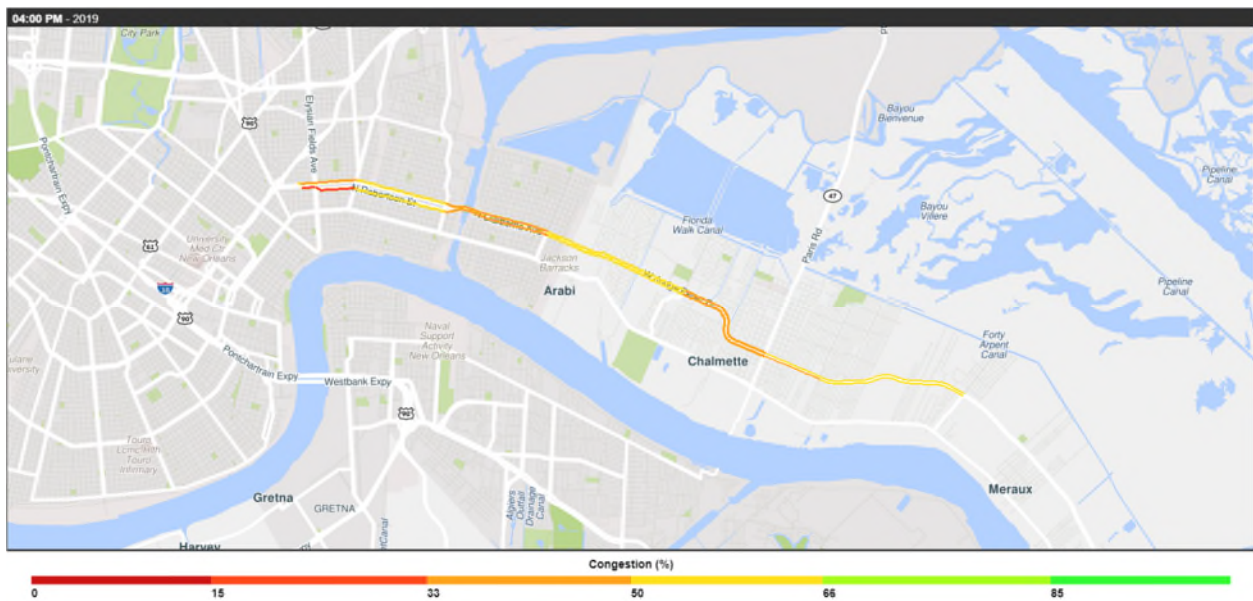 04:00 PM - 2019
City Park
Elysian Fields Ave
90
Pontchartrain Expy
Bayou
Bienvenue
Pipeline
Canal
N Robertson St
47
Bayou
Villere
Florida
Walk Canal
Paris Rd
61
University
Med Ctr
New Orleans
Jackson
Barracks
Arabi
W Judge Perez Dr
Pipeline
Canal
10
90
Naval
Support
Activity
New Orleans
Forty
Arpent
Canal
Chalmette
Pontchartrain Expy
Westbank Expy
90
Touro
Infirmary
Gretna
GRETNA
Algiers
Outfall
Drainage
Canal
Meraux
Harvey
Congestion (%)
0 15 33 50 66 85